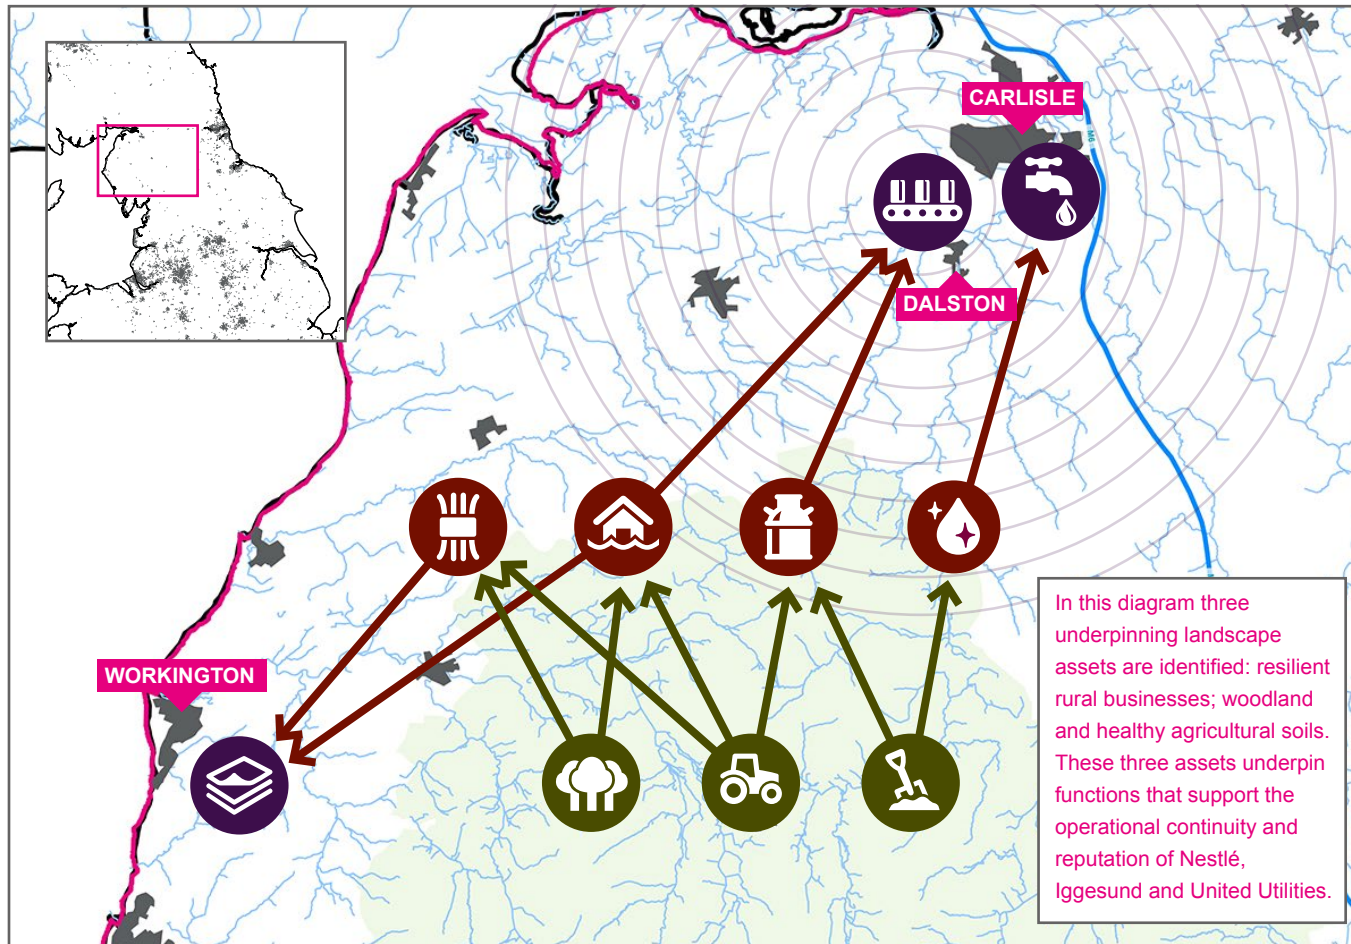 CARLISLE
M6
DALSTON
WORKINGTON
In this diagram three
underpinning landscape
assets are identified: resilient
rural businesses; woodland
and healthy agricultural soils.
These three assets underpin
functions that support the
operational continuity and
reputation of Nestlé,
Iggesund and United Utilities.